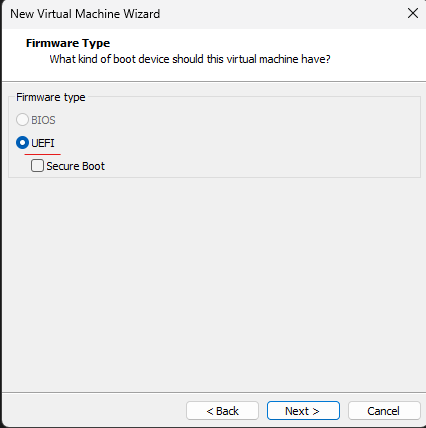 New Virtual Machine Wizard
Firmware Type
What kind of boot device should this virtual machine have?
Firmware type
BIOS
UEFI
Secure Boot
< Back
Next >
Cancel